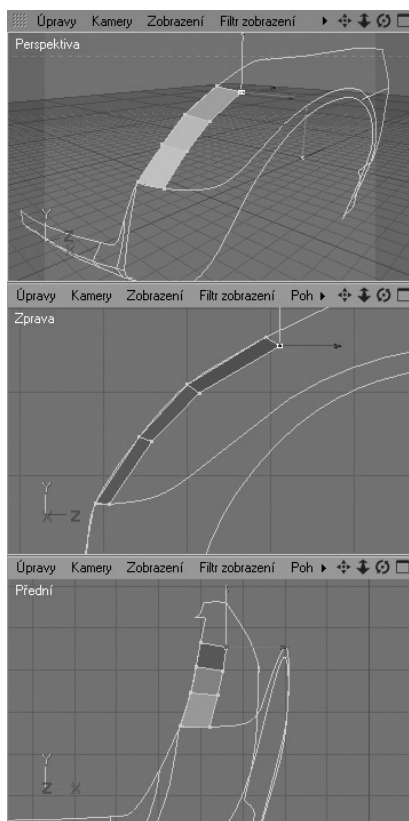 Úpravy Kamery Zobrazení Filtr zobrazení
Perspektiva
Y
Z
Úpravy Kamery Zobrazení Filtr zobrazení Poh
Zprava
Y
X Z
Úpravy Kamery Zobrazení Filtr zobrazení Poh
Přední
Y
Z X